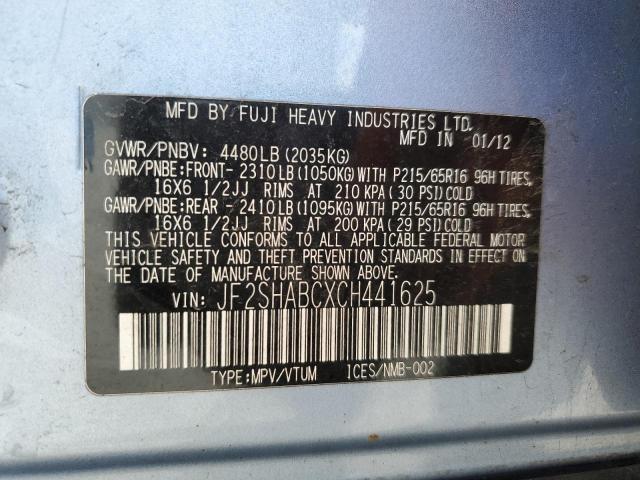 MFD BY FUJI HEAVY INDUSTRIES LTD.
MFD IN 01/12
GVWR/PNBV: 4480LB (2035KG)
GAWR/PNBE:FRONT- 2310LB(1050KG)WITH P215/65R16 96H TIRES,
16X6 1/2JJ RIMS AT 210 KPA (30 PSI)COLD
GAWR/PNBE:REAR - 2410LB(1095KG)WITH P215/65R16 96H TIRES,
16X6 1/2JJ RIMS AT 200 KPA (29 PSI)COLD
THIS VEHICLE CONFORMS TO ALL APPLICABLE FEDERAL MOTOR
VEHICLE SAFETY AND THEFT PREVENTION STANDARDS IN EFFECT
ON THE DATE OF MANUFACTURE SHOWN ABOVE.
VIN: JF2SHABCXCH441625
TYPE:MPV/VTUM ICES/NMB-002